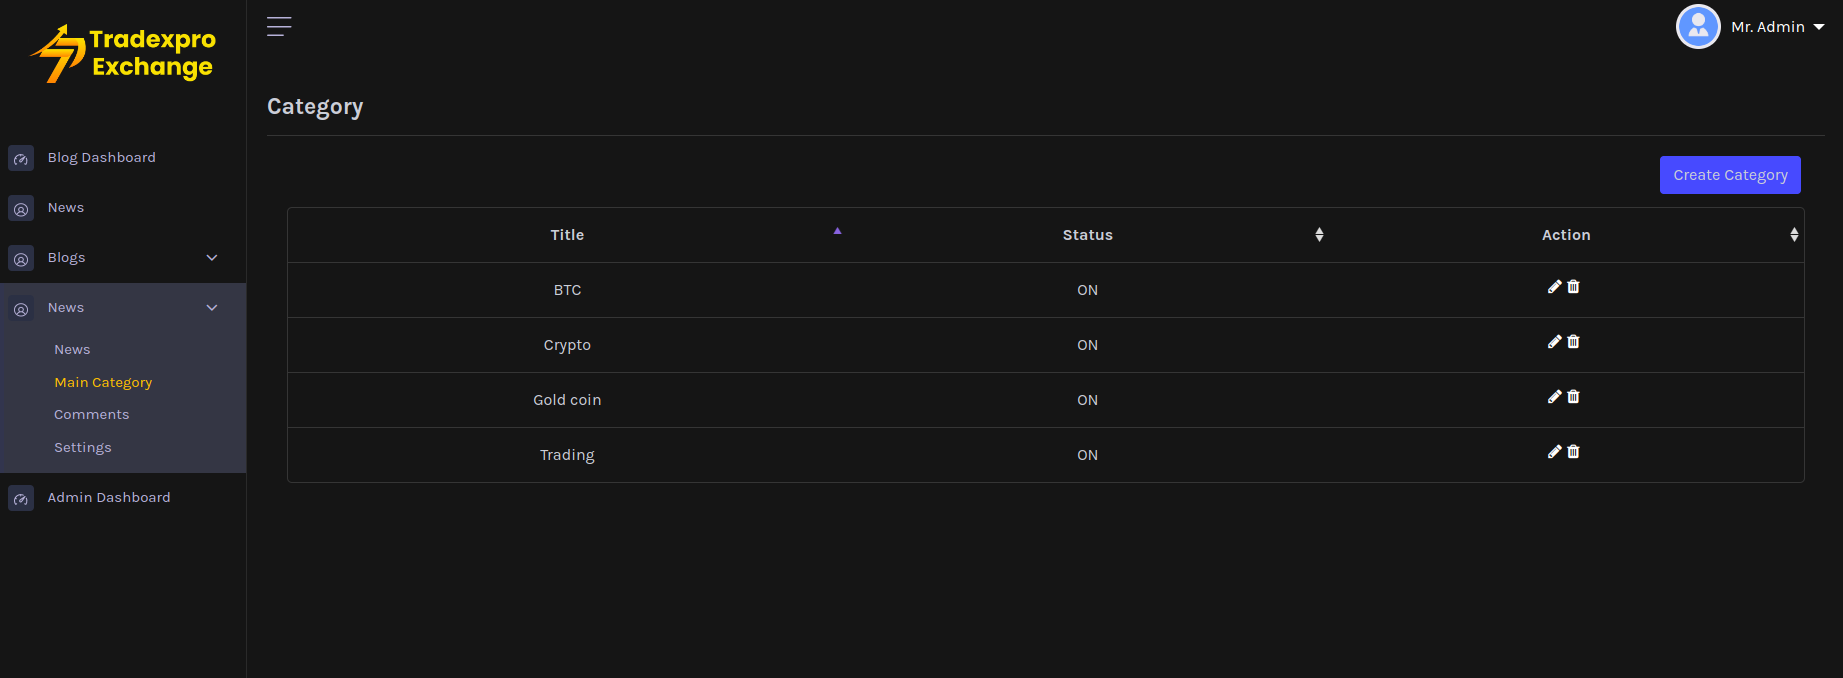 Tradexpro
Exchange
Mr. Admin
Blog Dashboard
News
Blogs
News
News
Main Category
Comments
Settings
Admin Dashboard
Category
Create Category
Title Status Action
BTC ON
Crypto ON
Gold coin ON
Trading ON